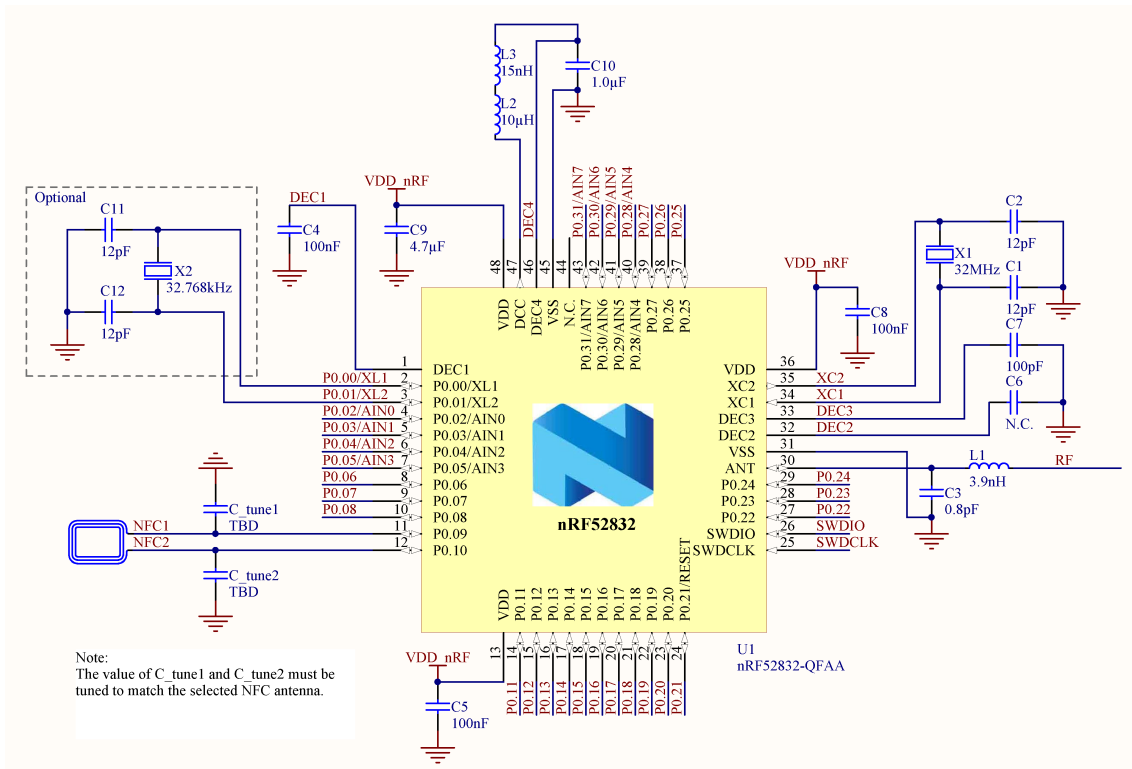 L3
15nH
L2
10µH
C10
1.0µF
Optional
C11
12pF
X2
32.768kHz
C12
12pF
DEC1
C4
100nF
VDD_nRF
C9
4.7µF
DEC4
P0.31/AIN7
P0.30/AIN6
P0.29/AIN5
P0.28/AIN4
P0.27
P0.26
P0.25
48
47
46
45
44
43
42
41
40
39
38
37
VDD
DCC
DEC4
VSS
N.C.
P0.31/AIN7
P0.30/AIN6
P0.29/AIN5
P0.28/AIN4
P0.27
P0.26
P0.25
VDD_nRF
C8
100nF
C2
12pF
X1
32MHz
C1
12pF
C7
100pF
C6
N.C.
1 DEC1
P0.00/XL1 2 P0.00/XL1
P0.01/XL2 3 P0.01/XL2
P0.02/AIN0 4 P0.02/AIN0
P0.03/AIN1 5 P0.03/AIN1
P0.04/AIN2 6 P0.04/AIN2
P0.05/AIN3 7 P0.05/AIN3
P0.06 8 P0.06
P0.07 9 P0.07
P0.08 10 P0.08
NFC1 11 P0.09
NFC2 12 P0.10
C_tune1
TBD
C_tune2
TBD
nRF52832
VDD 36
XC2 35 XC2
XC1 34 XC1
DEC3 33 DEC3
DEC2 32 DEC2
VSS 31
ANT 30
P0.24 29 P0.24
P0.23 28 P0.23
P0.22 27 P0.22
SWDIO 26 SWDIO
SWDCLK 25 SWDCLK
L1
3.9nH
RF
C3
0.8pF
VDD
P0.11
P0.12
P0.13
P0.14
P0.15
P0.16
P0.17
P0.18
P0.19
P0.20
P0.21/RESET
13
14
15
16
17
18
19
20
21
22
23
24
P0.11
P0.12
P0.13
P0.14
P0.15
P0.16
P0.17
P0.18
P0.19
P0.20
P0.21
VDD_nRF
C5
100nF
U1
nRF52832-QFAA
Note:
The value of C_tune1 and C_tune2 must be
tuned to match the selected NFC antenna.